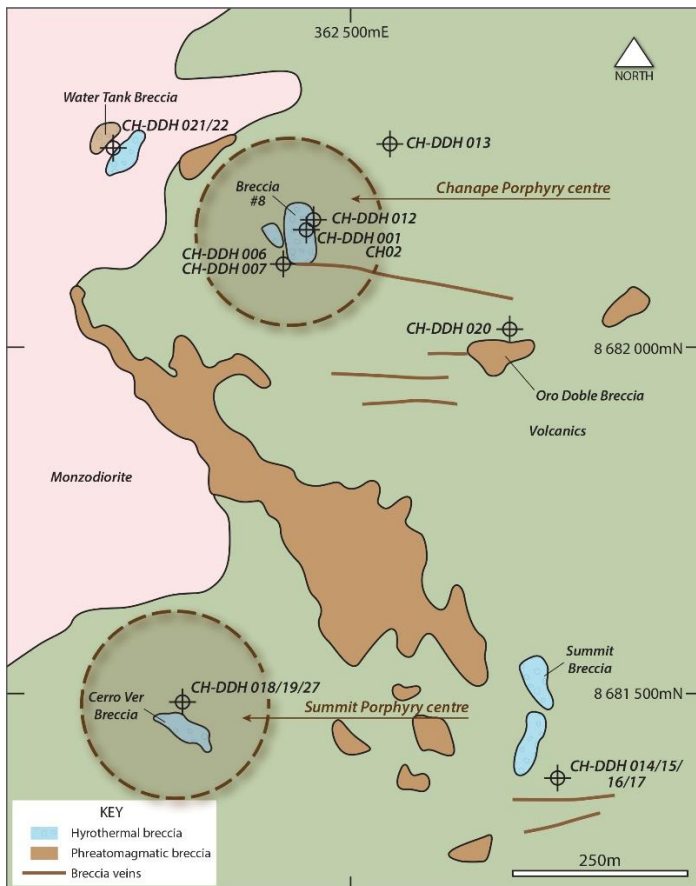 362 500mE
NORTH
Water Tank Breccia
CH-DDH 021/22
CH-DDH 013
Breccia
#8
Chanape Porphyry centre
CH-DDH 012
CH-DDH 001
CH02
CH-DDH 006
CH-DDH 007
CH-DDH 020
8 682 000mN
Oro Doble Breccia
Volcanics
Monzodiorite
Summit
Breccia
CH-DDH 018/19/27
8 681 500mN
Cerro Ver
Breccia
Summit Porphyry centre
CH-DDH 014/15/
16/17
KEY
Hyrothermal breccia
Phreatomagmatic breccia
Breccia veins
250m